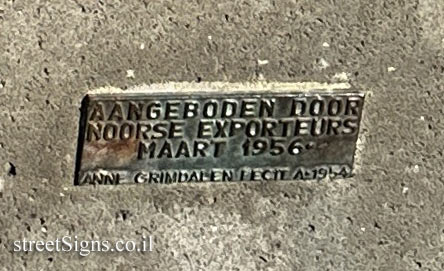 AANGEBODEN DOOR
NOORSE EXPORTEURS
MAART 1956
ANNE GRIMDALEN FECIT A:1954
streetSigns.co.il